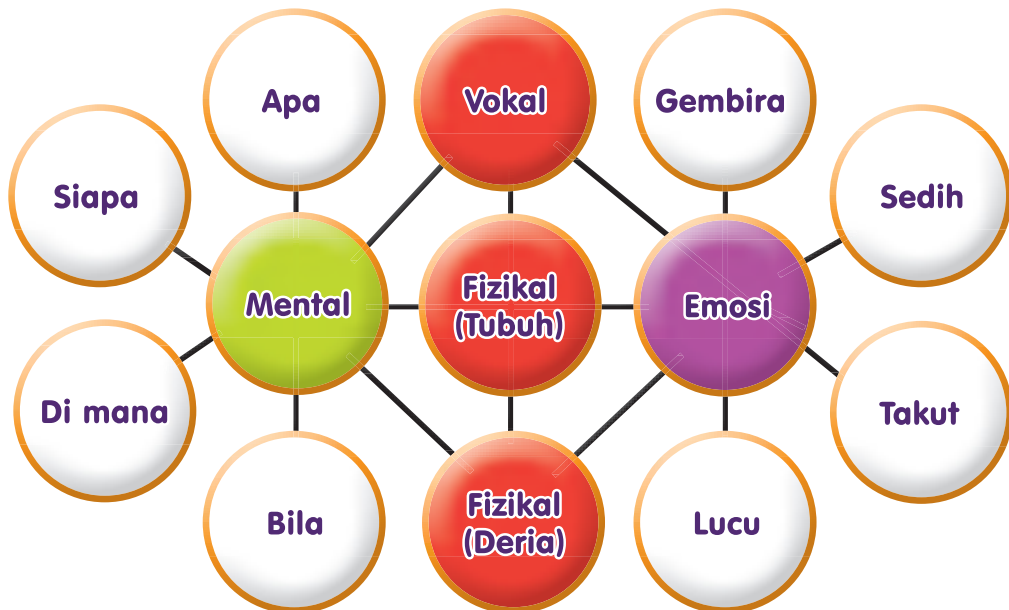 Apa
Vokal
Gembira
Siapa
Sedih
Mental
Fizikal
(Tubuh)
Emosi
Di mana
Takut
Bila
Fizikal
(Deria)
Lucu